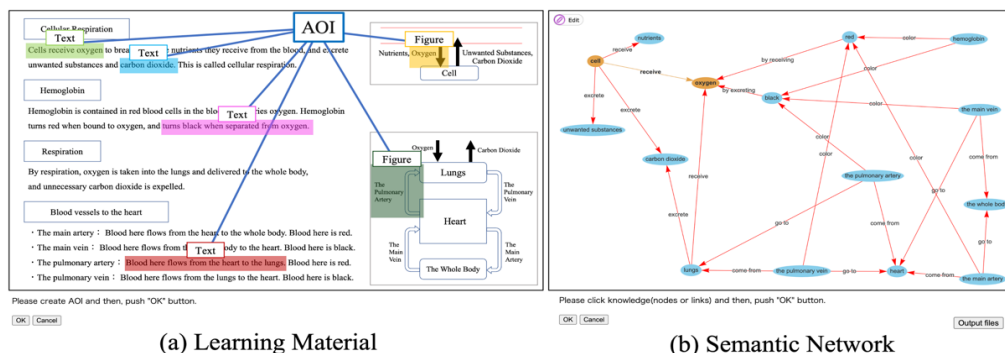 AOI
Cellular Respiration
Text
Cells receive oxygen to brea
nutrients they receive from the blood, and excrete
Text
unwanted substances and carbon dioxide. This is called cellular respiration.
Hemoglobin
Hemoglobin is contained in red blood cells in the bloo
ies oxygen. Hemoglobin
Text
turns red when bound to oxygen, and turns black when separated from oxygen.
Respiration
By respiration, oxygen is taken into the lungs and delivered to the whole body,
and unnecessary carbon dioxide is expelled.
Blood vessels to the heart
・The main artery： Blood here flows from the heart to the whole body. Blood here is red.
・The main vein： Blood here flows from
body to the heart. Blood here is black.
Text
・The pulmonary artery： Blood here flows from the heart to the lungs. Blood here is red.
・The pulmonary vein： Blood here flows from the lungs to the heart. Blood here is black.
Figure
Nutrients, Oxygen
Unwanted Substances,
Carbon Dioxide
Cell
Figure
Oxygen
Carbon Dioxide
Lungs
The
Pulmonary
Artery
The
Pulmonary
Vein
Heart
The
Main
Vein
The
Main
Artery
The Whole Body
Please create AOI and then, push "OK" button.
OK Cancel
(a) Learning Material
Edit
nutrients
receive
cell
receive
oxygen
excrete
excrete
unwanted substances
carbon dioxide
excrete
receive
lungs
red
color
hemoglobin
by receiving
color
by excreting
black
color
the main vein
color
color
come from
the pulmonary artery
the whole body
go to
come from
go to
go to
come from
the pulmonary vein
go to
heart
come from
the main artery
Please click knowledge(nodes or links) and then, push "OK" button.
OK Cancel
Output files
(b) Semantic Network